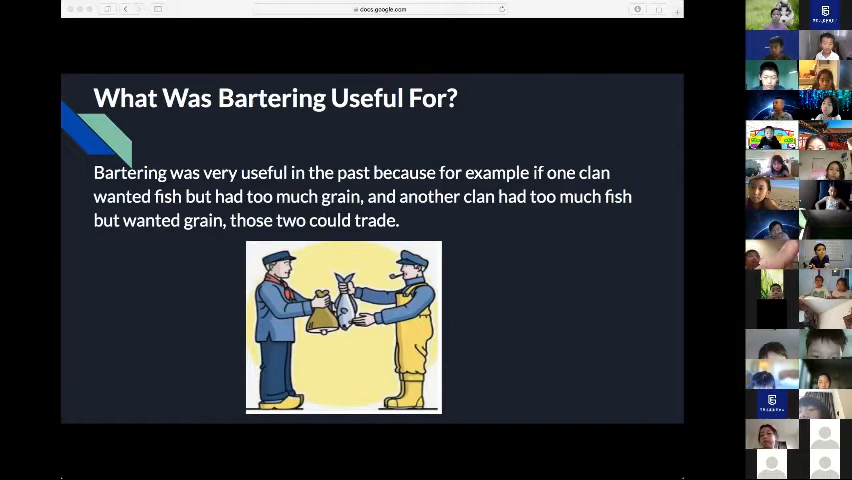 docs.google.com
What Was Bartering Useful For?
Bartering was very useful in the past because for example if one clan
wanted fish but had too much grain, and another clan had too much fish
but wanted grain, those two could trade.